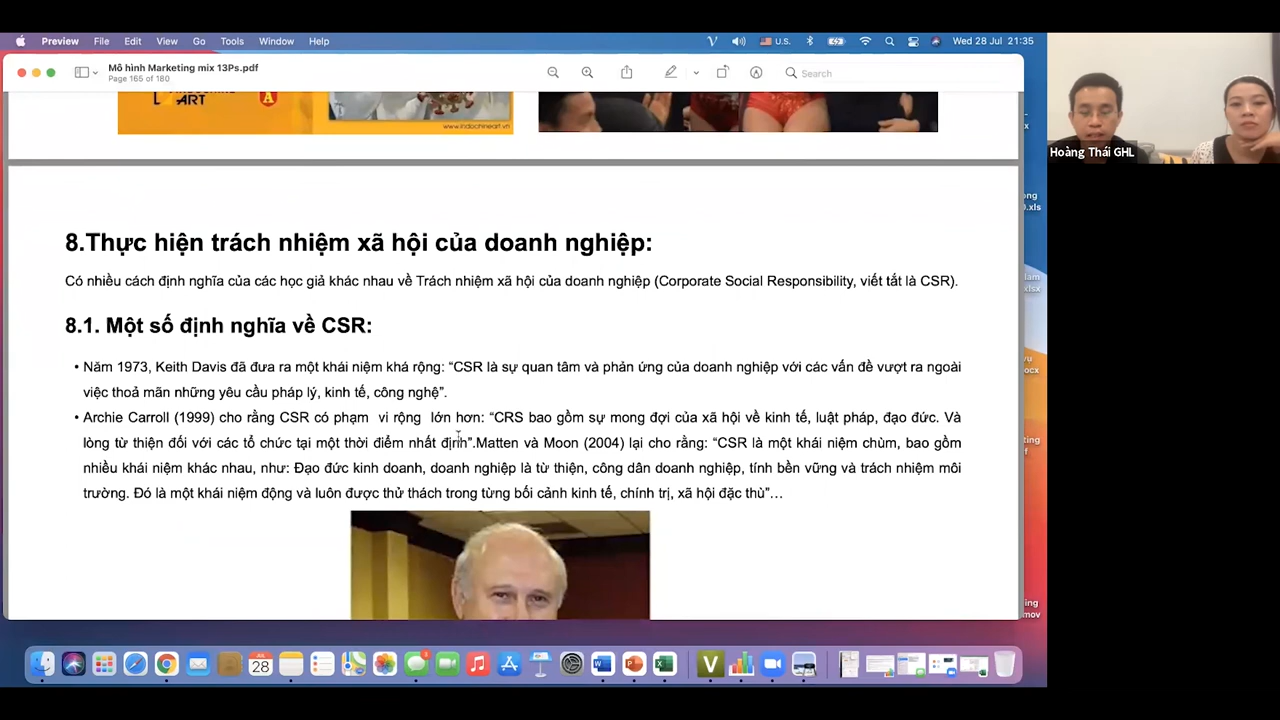 Preview File Edit View Go Tools Window Help U.S. Wed 28 Jul 21:35
Mô hình Marketing mix 13Ps.pdf
Page 165 of 180
Search
ART
www.indochineart.vn
Hoàng Thái GHL
8.Thực hiện trách nhiệm xã hội của doanh nghiệp:
Có nhiều cách định nghĩa của các học giả khác nhau về Trách nhiệm xã hội của doanh nghiệp (Corporate Social Responsibility, viết tắt là CSR).
8.1. Một số định nghĩa về CSR:
• Năm 1973, Keith Davis đã đưa ra một khái niệm khá rộng: “CSR là sự quan tâm và phản ứng của doanh nghiệp với các vấn đề vượt ra ngoài
việc thoả mãn những yêu cầu pháp lý, kinh tế, công nghệ”.
• Archie Carroll (1999) cho rằng CSR có phạm vi rộng lớn hơn: “CRS bao gồm sự mong đợi của xã hội về kinh tế, luật pháp, đạo đức. Và
lòng từ thiện đối với các tổ chức tại một thời điểm nhất định”.Matten và Moon (2004) lại cho rằng: “CSR là một khái niệm chùm, bao gồm
nhiều khái niệm khác nhau, như: Đạo đức kinh doanh, doanh nghiệp là từ thiện, công dân doanh nghiệp, tính bền vững và trách nhiệm môi
trường. Đó là một khái niệm động và luôn được thử thách trong từng bối cảnh kinh tế, chính trị, xã hội đặc thù”…
.xls
.mov
JUL
28